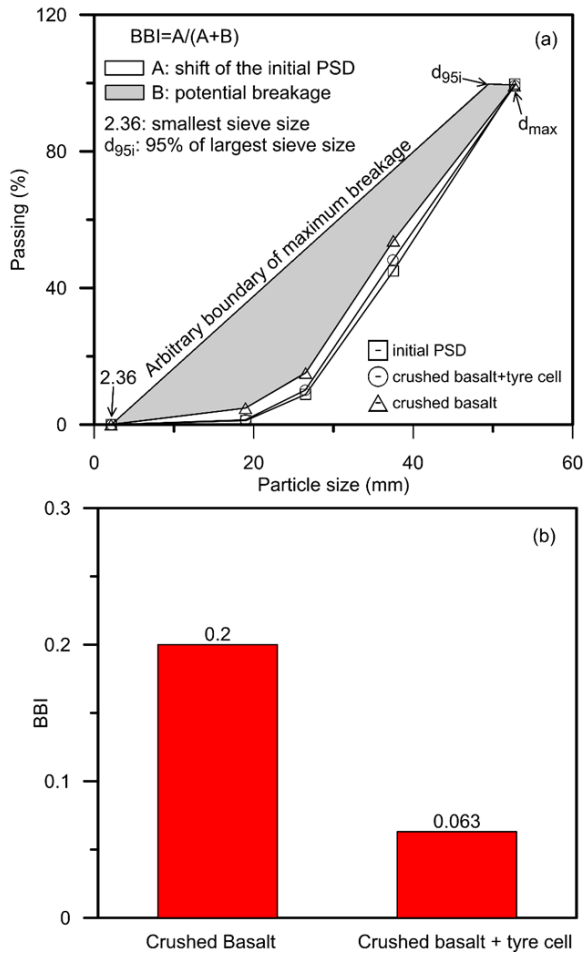 120
BBI=A/(A+B)
(a)
A: shift of the initial PSD
B: potential breakage
2.36: smallest sieve size
d95i: 95% of largest sieve size
d95i
dmax
80
Passing (%)
Arbitrary boundary of maximum breakage
40
2.36
initial PSD
crushed basalt+tyre cell
crushed basalt
0
0 20 40 60
Particle size (mm)
0.3
(b)
0.2
0.2
BBI
0.1
0.063
0
Crushed Basalt Crushed basalt + tyre cell